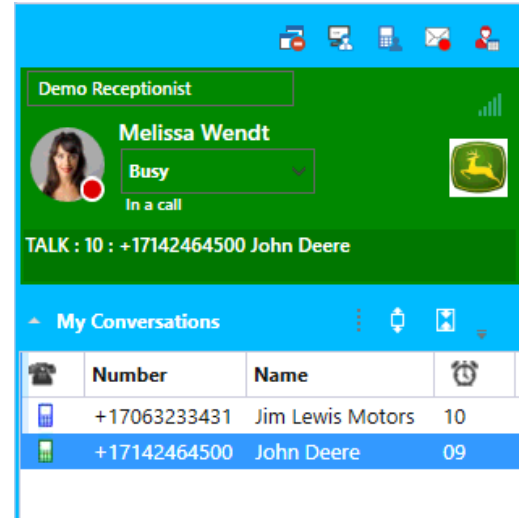 Demo Receptionist
Melissa Wendt
Busy
In a call
TALK : 10 : +17142464500 John Deere
My Conversations
Number Name
+17063233431 Jim Lewis Motors 10
+17142464500 John Deere 09